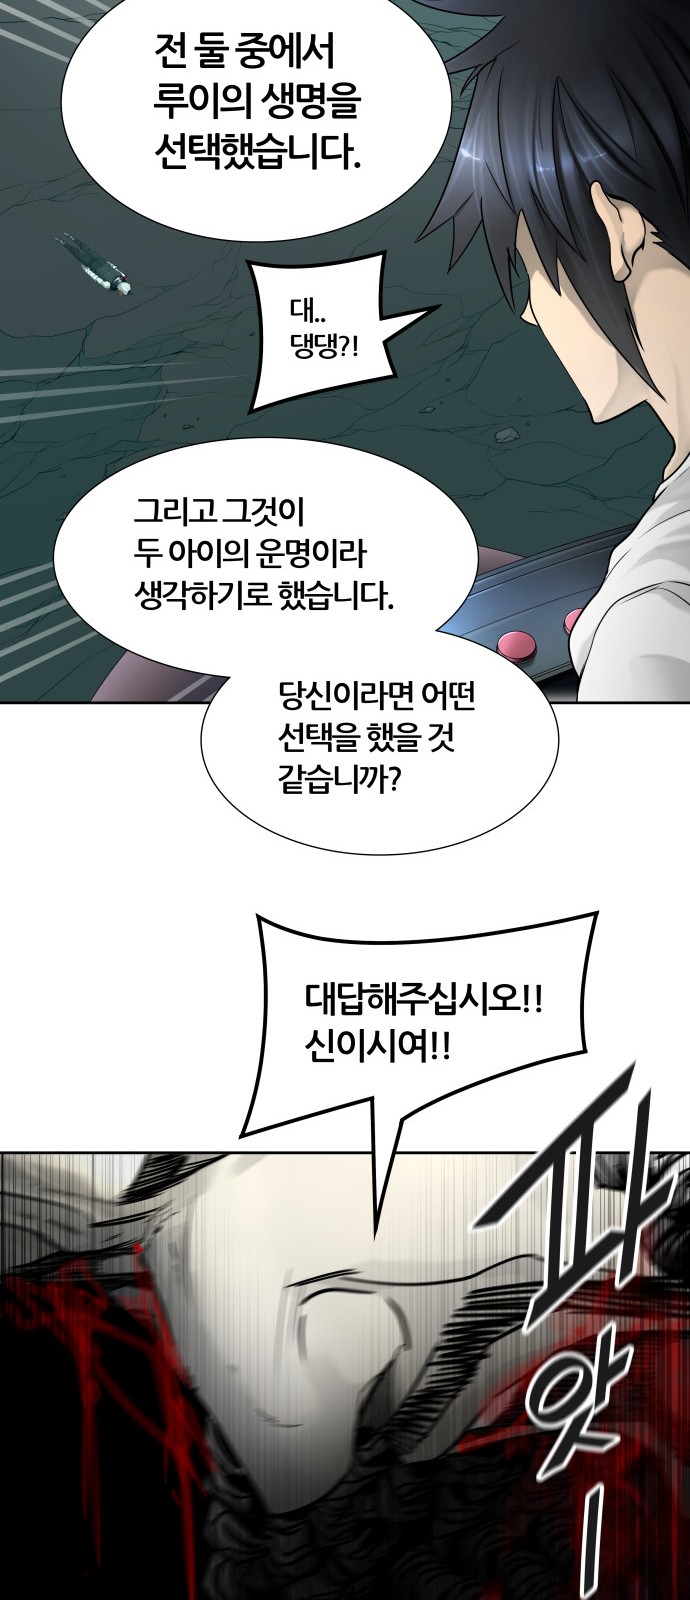 전 둘 중에서
루이의 생명을
선택했습니다.
대..
댕댕?!
그리고 그것이
두 아이의 운명이라
생각하기로 했습니다.
당신이라면 어떤
선택을 했을 것
같습니까?
대답해주십시오!!
신이시여!!
파
앗
ㅡ